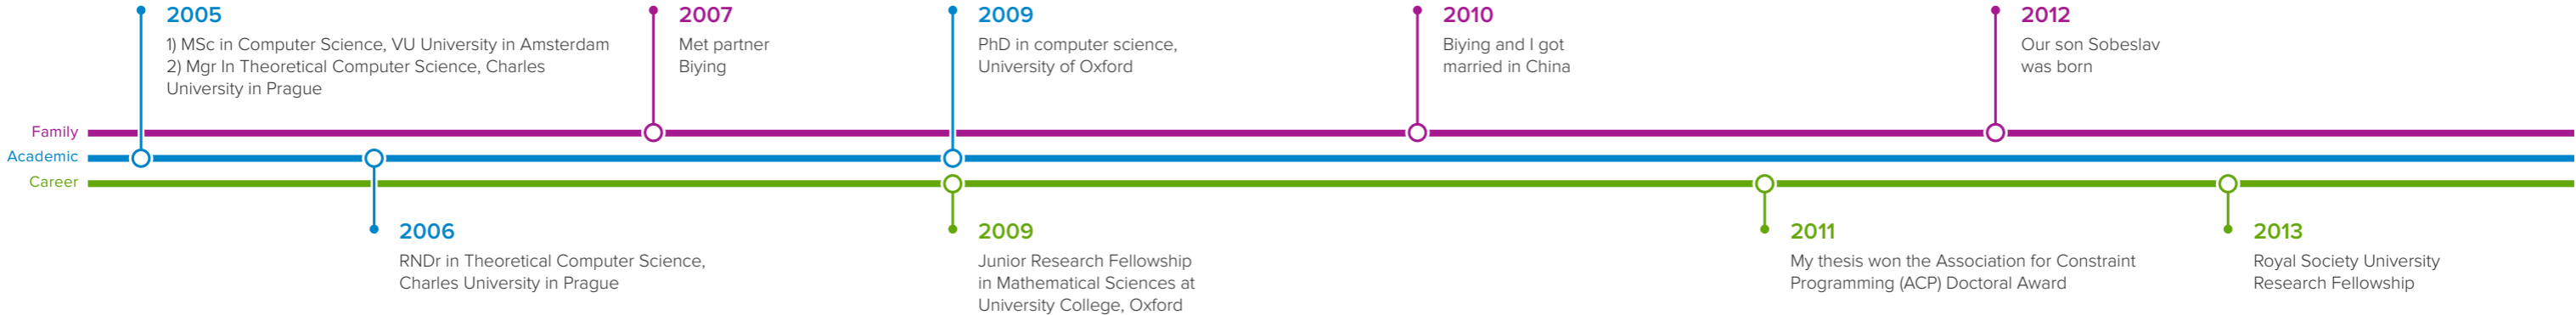 2005
1) MSc in Computer Science, VU University in Amsterdam
2) Mgr In Theoretical Computer Science, Charles
University in Prague
2007
Met partner
Biying
2009
PhD in computer science,
University of Oxford
2010
Biying and I got
married in China
2012
Our son Sobeslav
was born
Family
Academic
Career
2006
RNDr in Theoretical Computer Science,
Charles University in Prague
2009
Junior Research Fellowship
in Mathematical Sciences at
University College, Oxford
2011
My thesis won the Association for Constraint
Programming (ACP) Doctoral Award
2013
Royal Society University
Research Fellowship